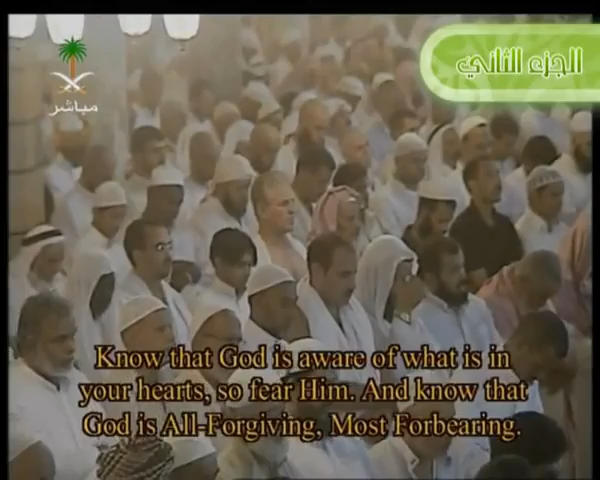 الجزء الثاني
مباشر
Know that God is aware of what is in
your hearts, so fear Him. And know that
God is All-Forgiving, Most Forbearing.